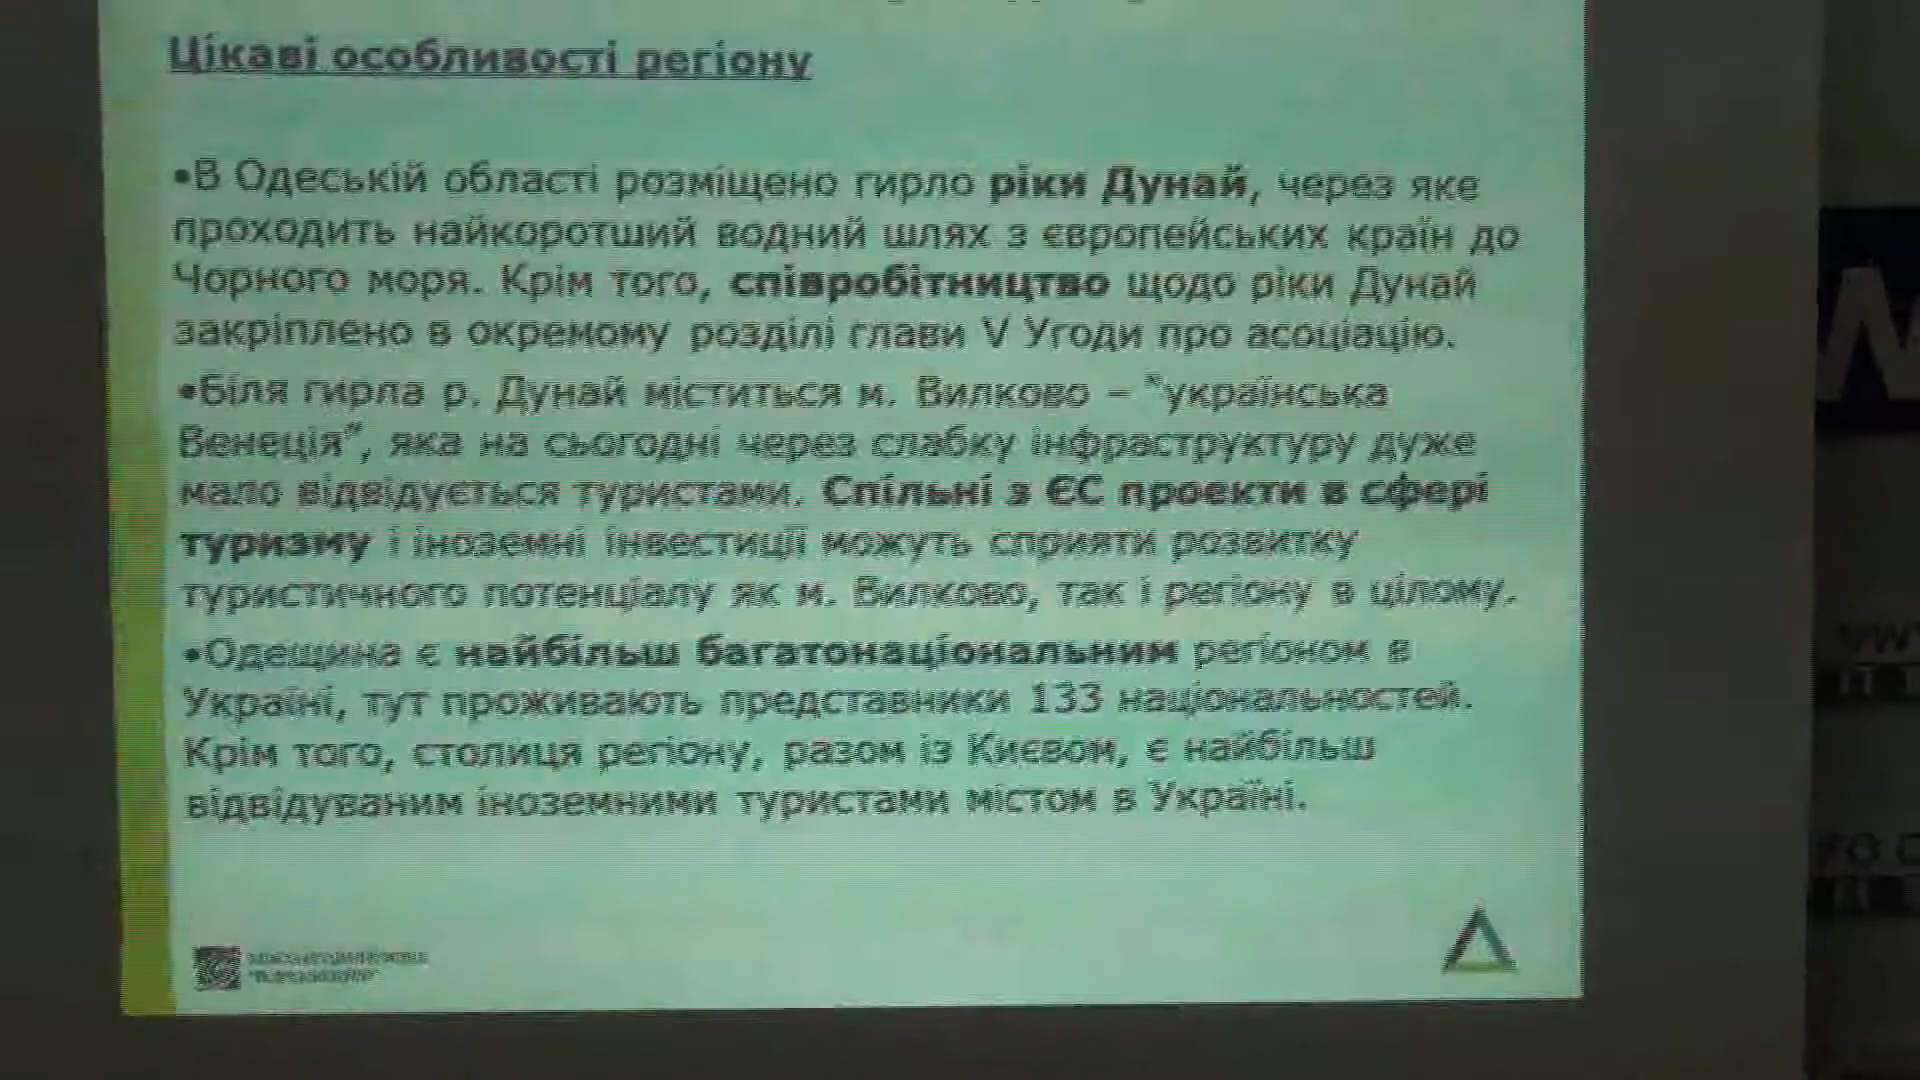 Цікаві особливості регіону
•В Одеській області розміщено гирло ріки Дунай, через яке
проходить найкоротший водний шлях з європейських країн до
Чорного моря. Крім того, співробітництво щодо ріки Дунай
закріплено в окремому розділі глави V Угоди про асоціацію.
•Біля гирла р. Дунай міститься м. Вилково – "українська
Венеція", яка на сьогодні через слабку інфраструктуру дуже
мало відвідується туристами. Спільні з ЄС проекти в сфері
туризму і іноземні інвестиції можуть сприяти розвитку
туристичного потенціалу як м. Вилково, так і регіону в цілому.
•Одещина є найбільш багатонаціональним регіоном в
Україні, тут проживають представники 133 національностей.
Крім того, столиця регіону, разом із Києвом, є найбільш
відвідуваним іноземними туристами містом в Україні.